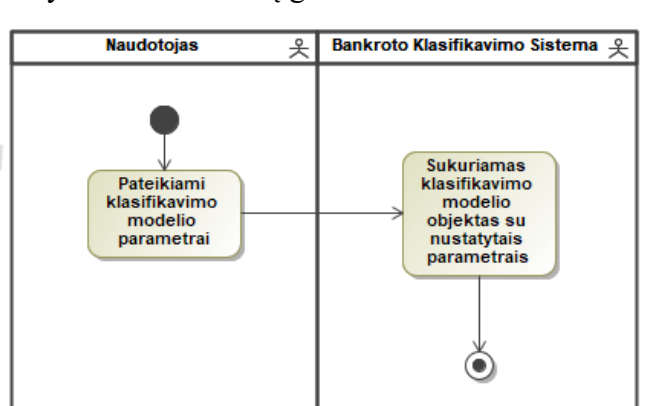 Naudotojas
Bankroto Klasifikavimo Sistema
Pateikiami
klasifikavimo
modelio
parametrai
Sukuriamas
klasifikavimo
modelio
objektas su
nustatytais
parametrais